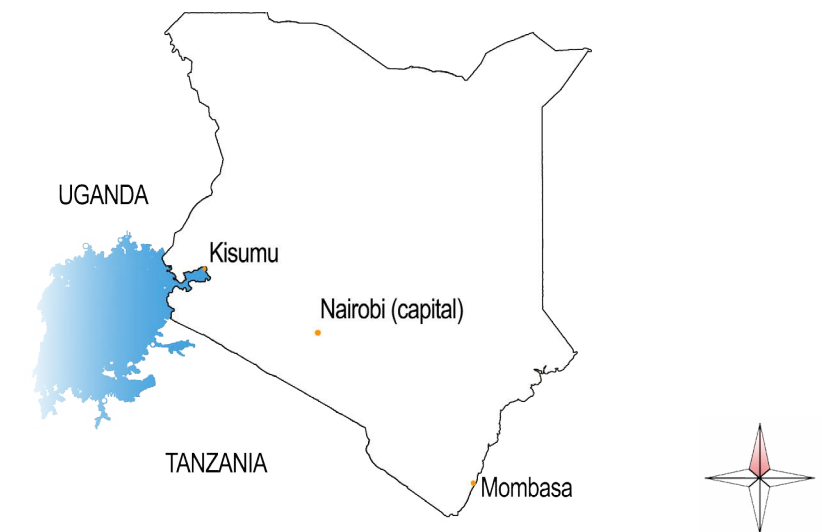 UGANDA
Kisumu
Nairobi (capital)
TANZANIA
Mombasa